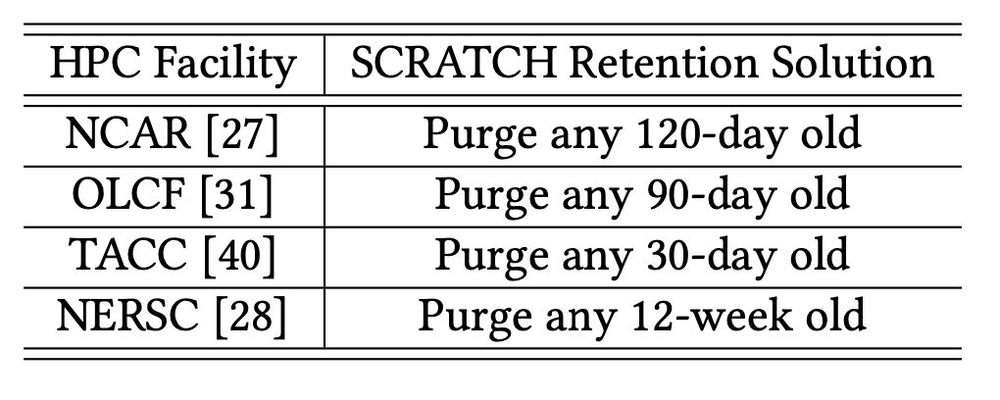 HPC Facility SCRATCH Retention Solution
NCAR [27] Purge any 120-day old
OLCF [31] Purge any 90-day old
TACC [40] Purge any 30-day old
NERSC [28] Purge any 12-week old